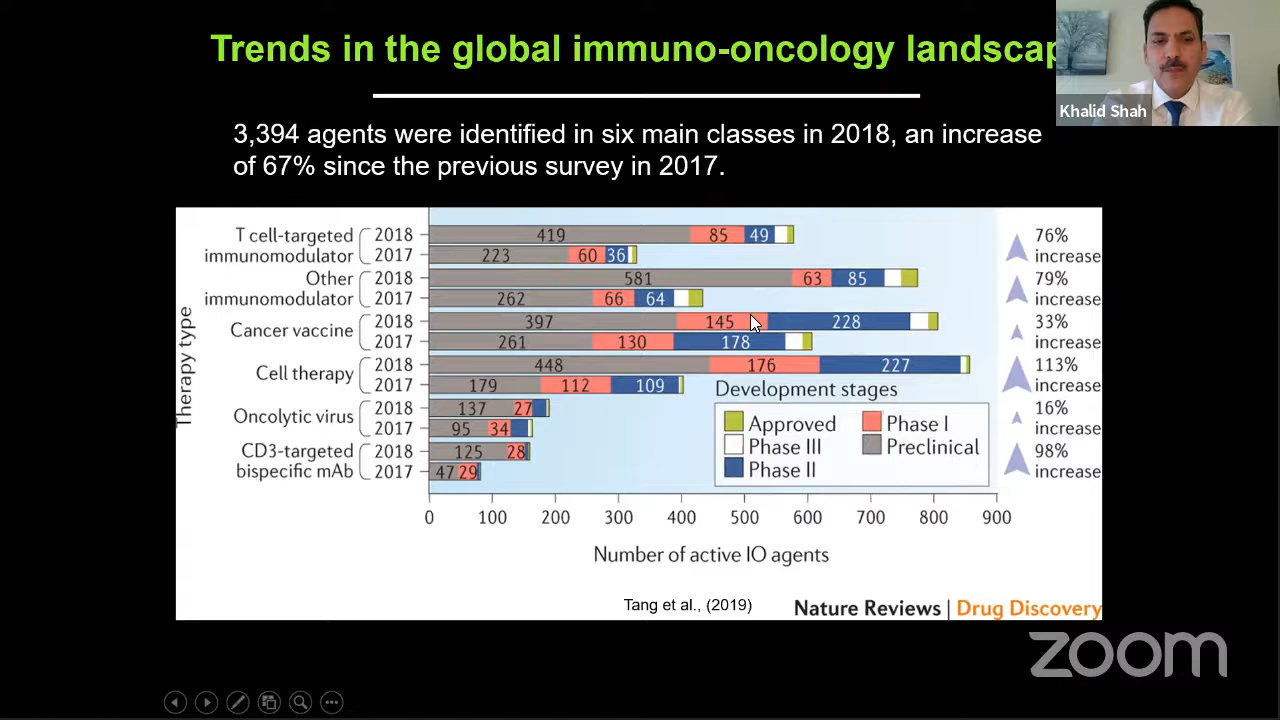 Trends in the global immuno-oncology landscap
Khalid Shah
3,394 agents were identified in six main classes in 2018, an increase
of 67% since the previous survey in 2017.
Therapy type
T cell-targeted immunomodulator
2018 419 85 49
2017 223 60 36
76% increase
Other immunomodulator
2018 581 63 85
2017 262 66 64
79% increase
Cancer vaccine
2018 397 145 228
2017 261 130 178
33% increase
Cell therapy
2018 448 176 227
2017 179 112 109
113% increase
Oncolytic virus
2018 137 27
2017 95 34
16% increase
CD3-targeted bispecific mAb
2018 125 28
2017 47 29
98% increase
Development stages
Approved Phase I
Phase III Preclinical
Phase II
0 100 200 300 400 500 600 700 800 900
Number of active IO agents
Tang et al., (2019) Nature Reviews | Drug Discovery
zoom